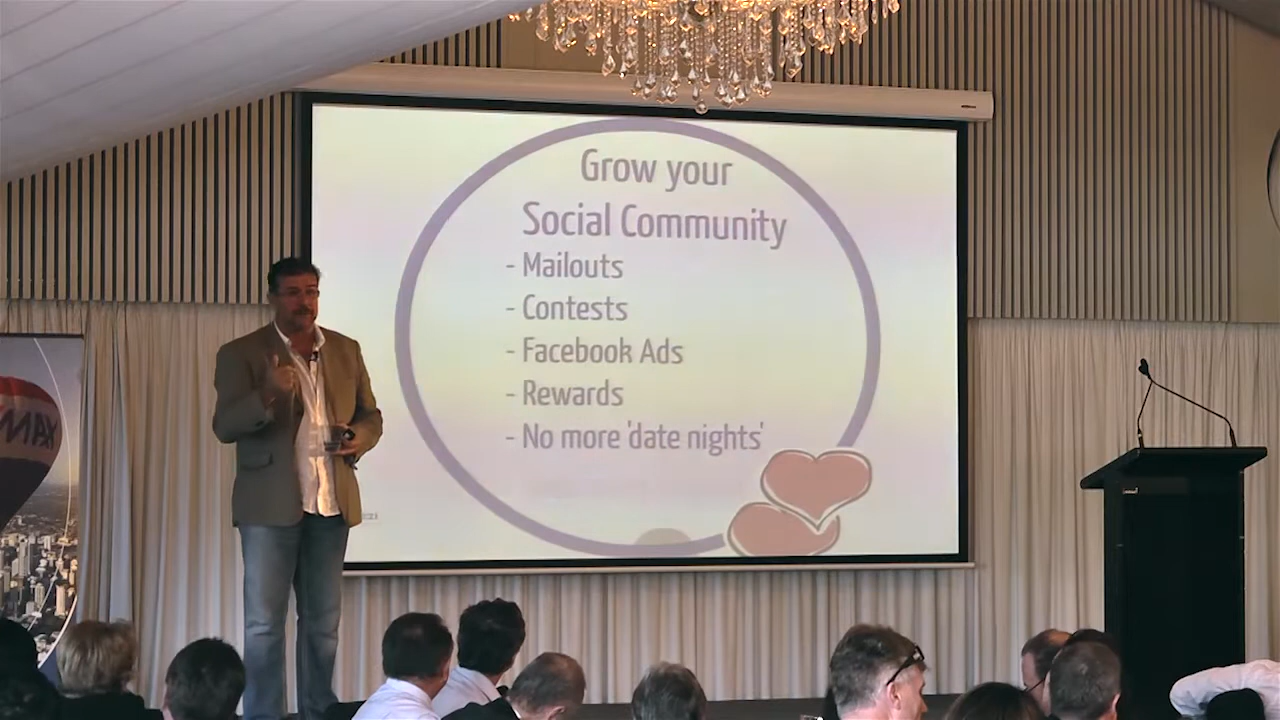 Grow your
Social Community
- Mailouts
- Contests
- Facebook Ads
- Rewards
- No more 'date nights'